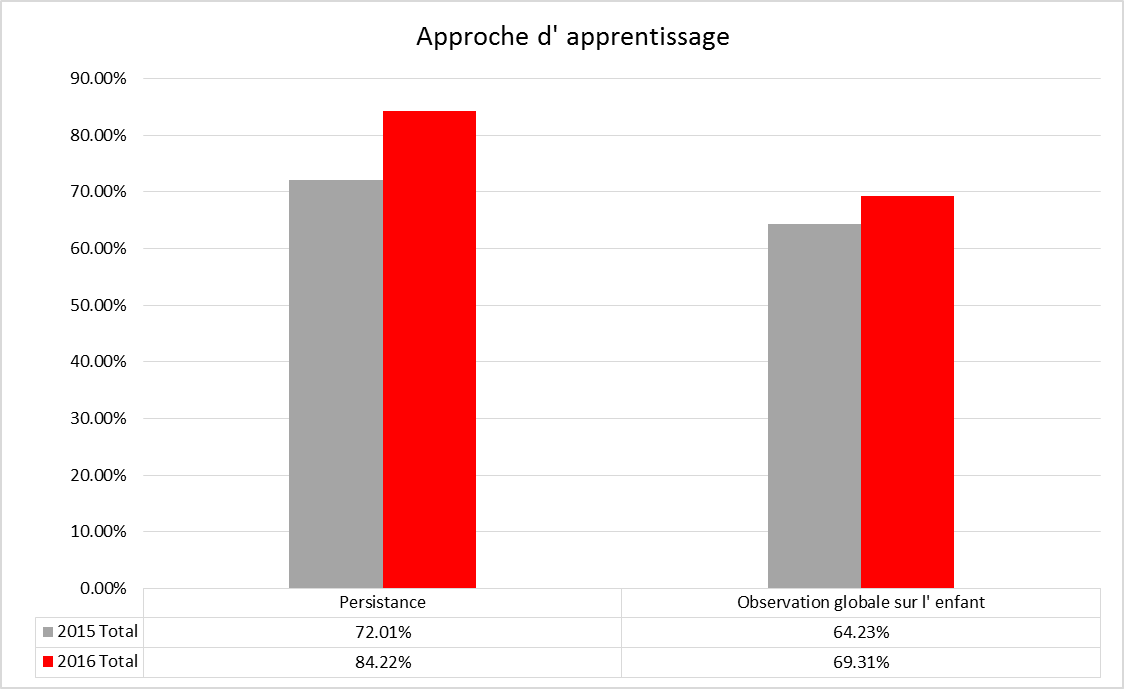 Approche d' apprentissage
90.00%
80.00%
70.00%
60.00%
50.00%
40.00%
30.00%
20.00%
10.00%
0.00%
Persistance Observation globale sur l' enfant
2015 Total 72.01% 64.23%
2016 Total 84.22% 69.31%